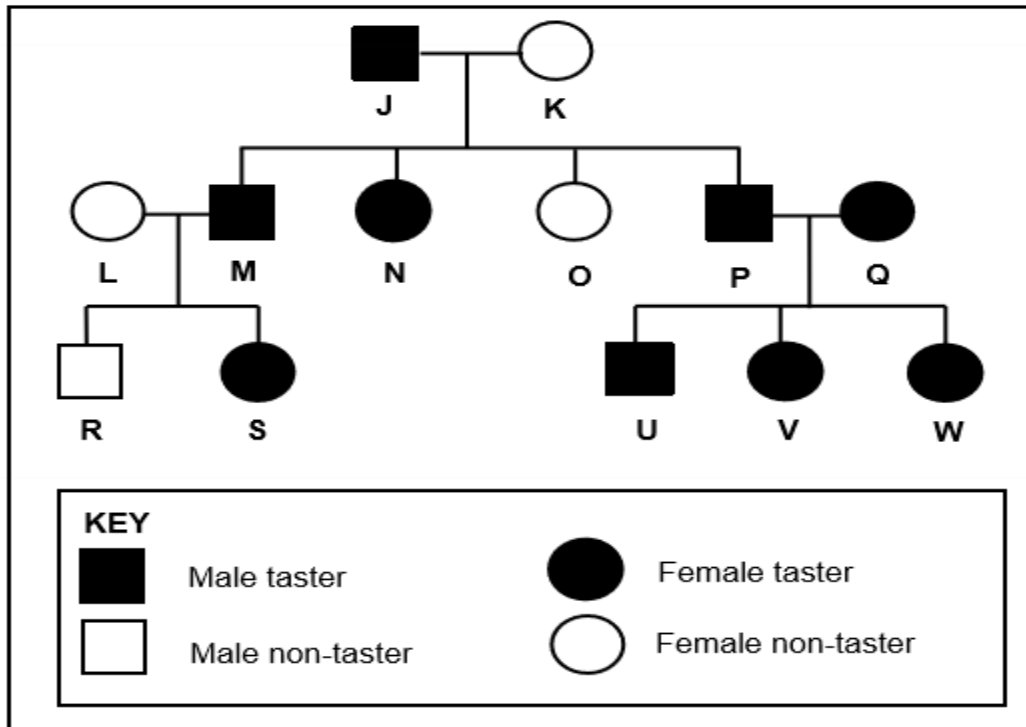 J K
L M N O P Q
R S U V W
KEY
Male taster Female taster
Male non-taster Female non-taster